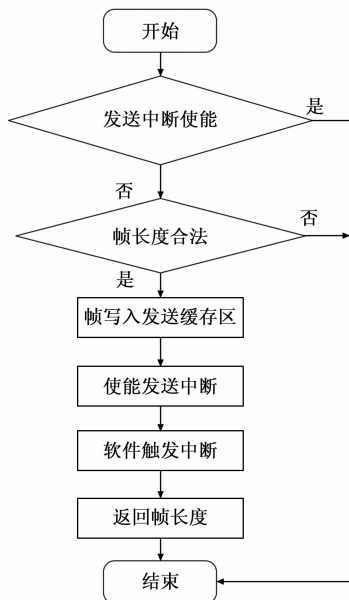 开始
发送中断使能
是
否
帧长度合法
否
是
帧写入发送缓存区
使能发送中断
软件触发中断
返回帧长度
结束